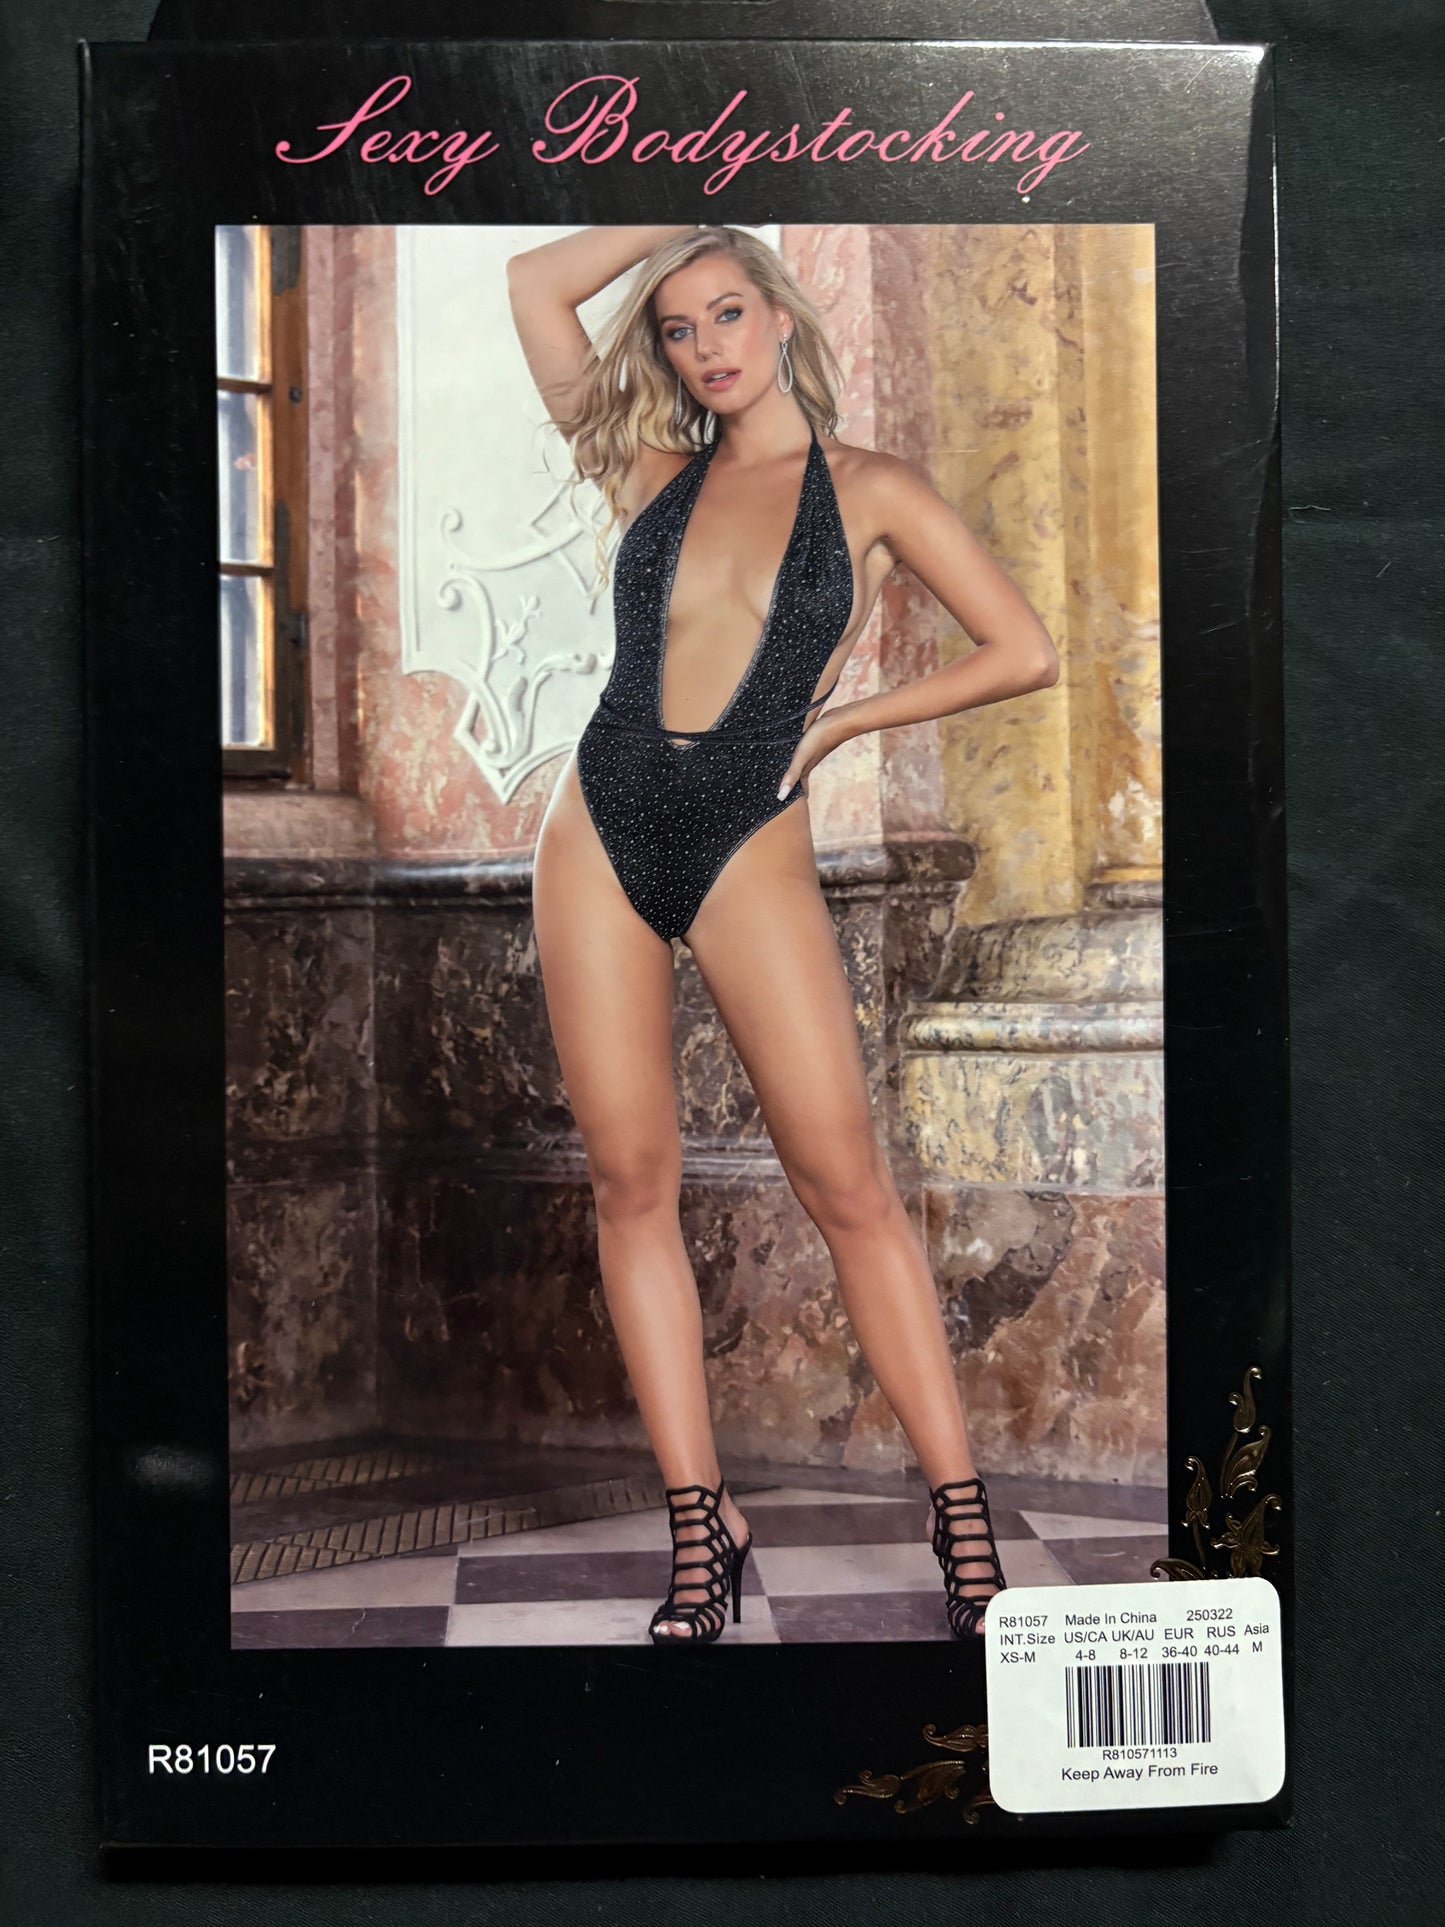 Sexy Bodystocking
R81057 Made In China 250322
INT.Size US/CA UK/AU EUR RUS Asia
XS-M 4-8 8-12 36-40 40-44 M
R810571113
Keep Away From Fire
R81057